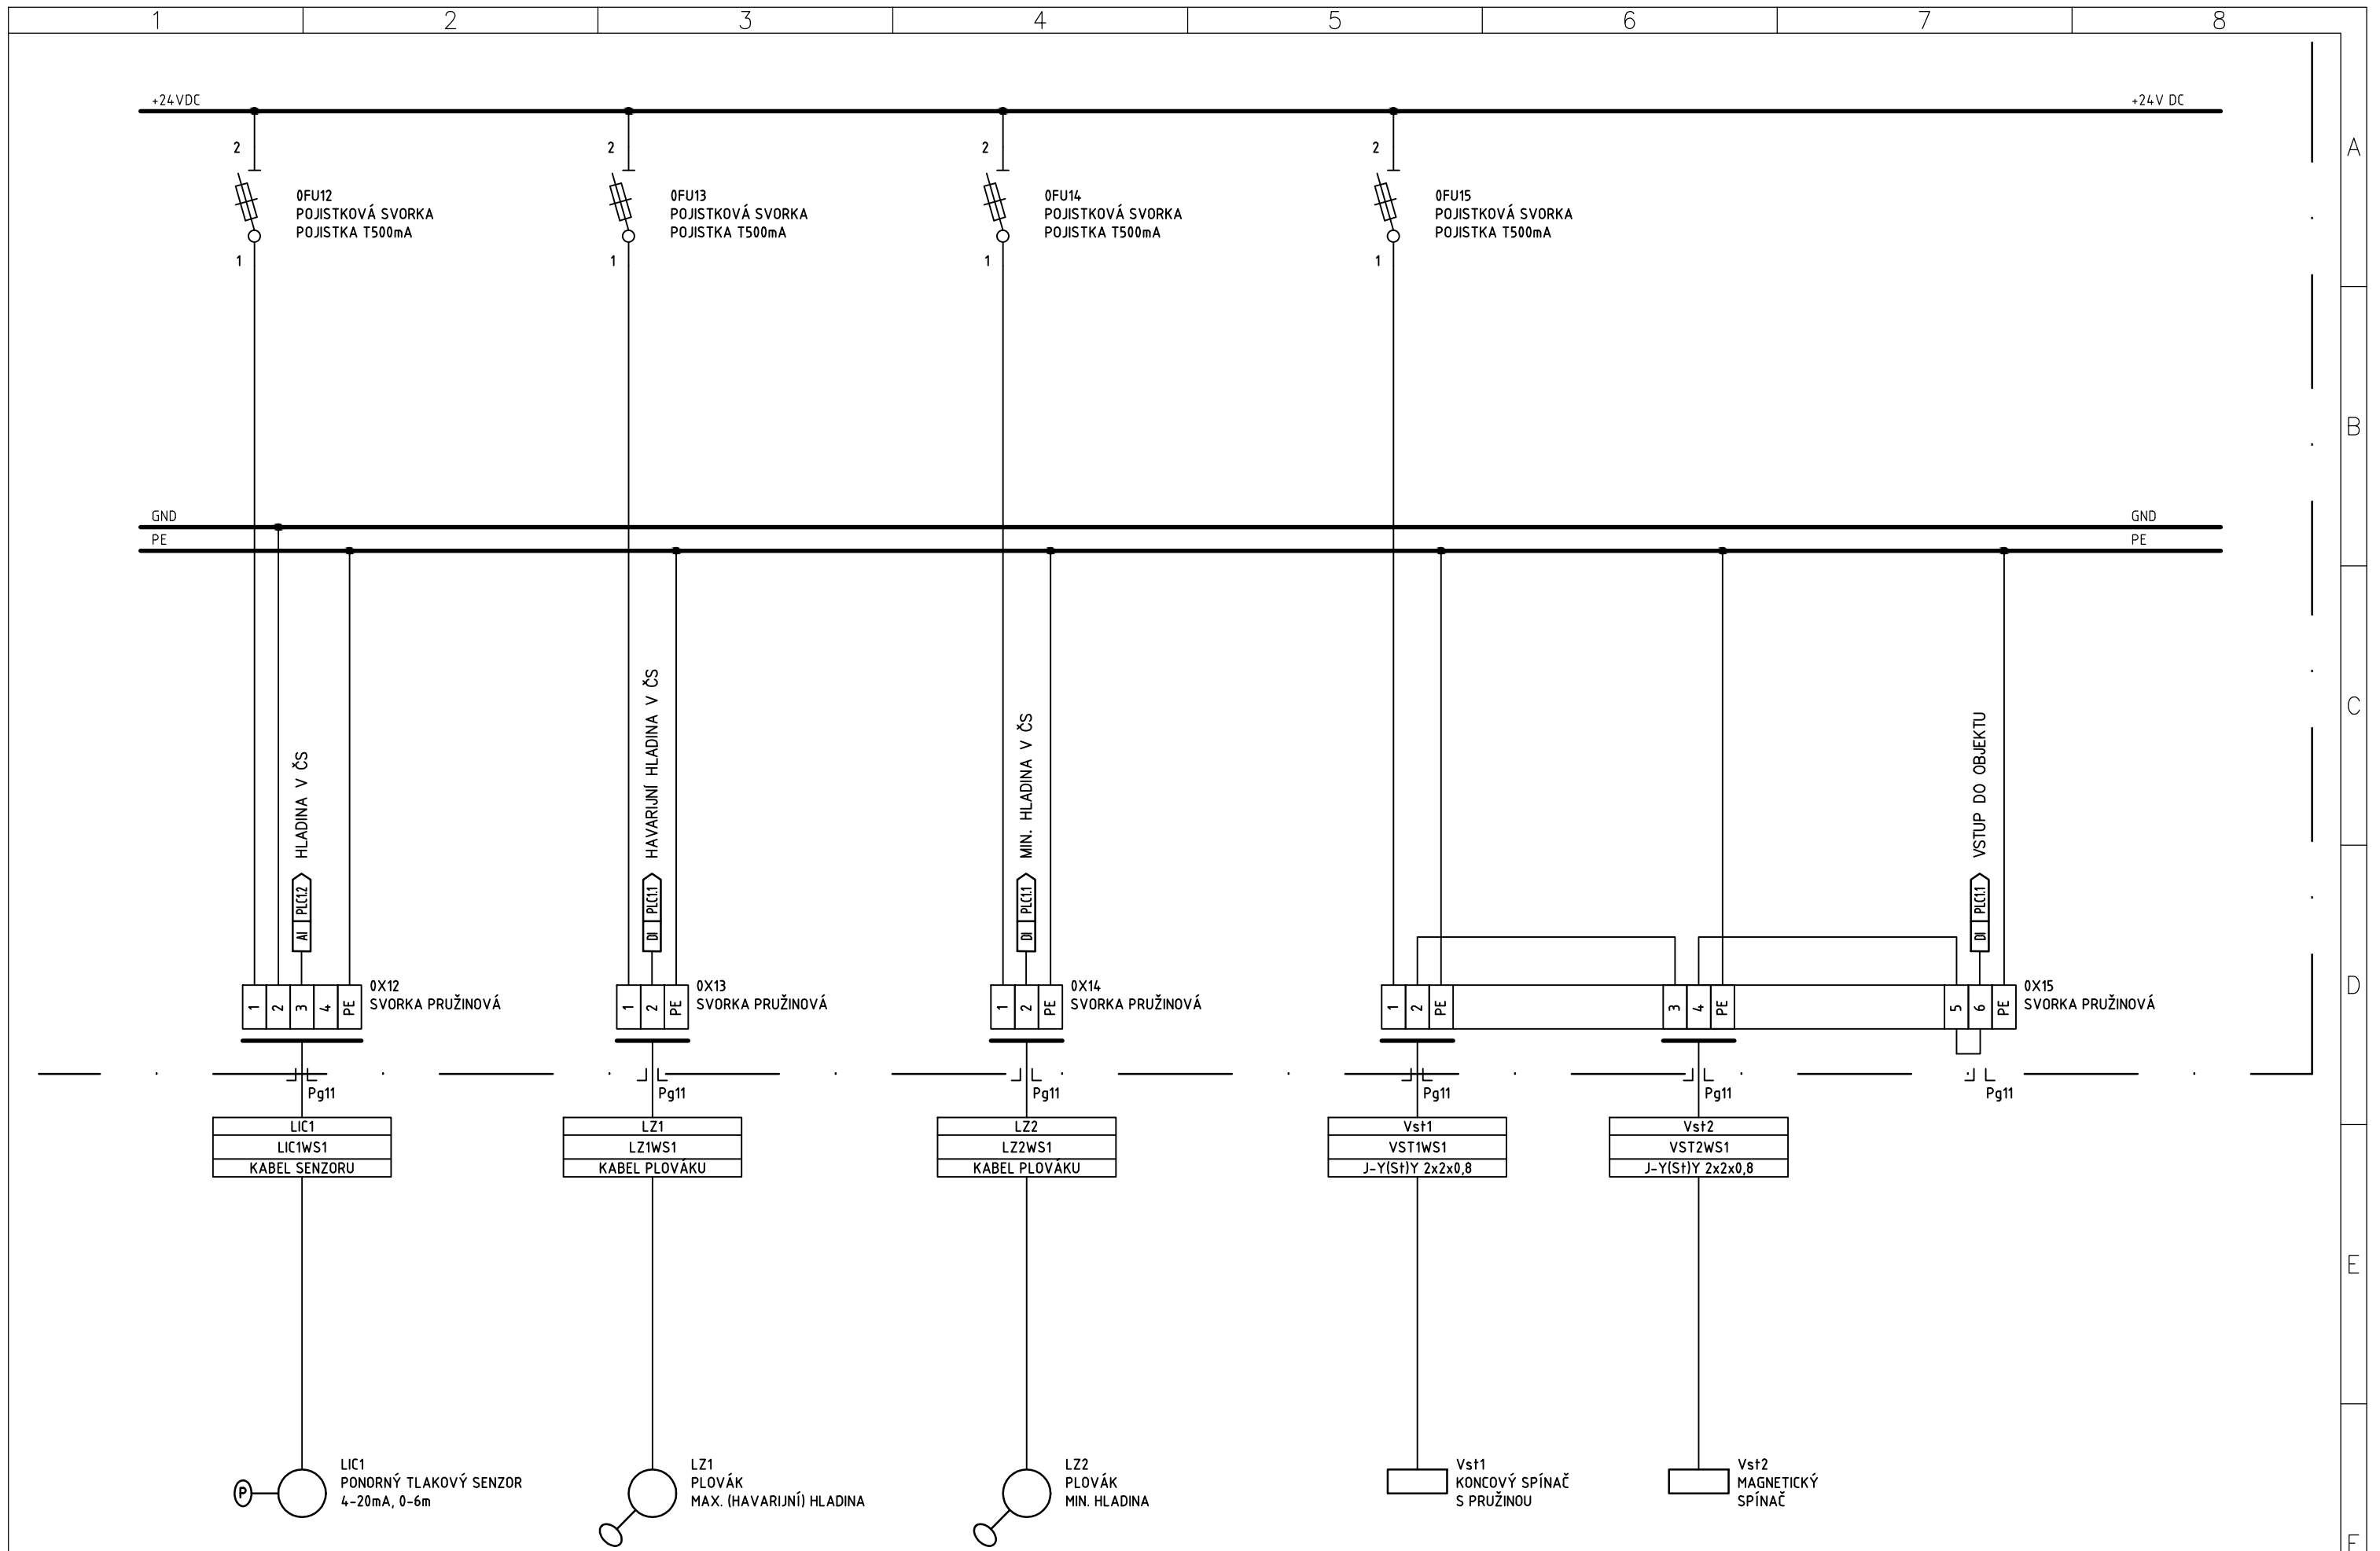 1 2 3 4 5 6 7 8
+24VDC
+24V DC
A
2
0FU12
POJISTKOVÁ SVORKA
POJISTKA T500mA
1
2
0FU13
POJISTKOVÁ SVORKA
POJISTKA T500mA
1
2
0FU14
POJISTKOVÁ SVORKA
POJISTKA T500mA
1
2
0FU15
POJISTKOVÁ SVORKA
POJISTKA T500mA
1
B
GND
GND
PE
PE
C
HLADINA V ČS
AI PLC1.2
HAVARIJNÍ HLADINA V ČS
DI PLC1.1
MIN. HLADINA V ČS
DI PLC1.1
VSTUP DO OBJEKTU
DI PLC1.1
D
1 2 3 4 PE
0X12
SVORKA PRUŽINOVÁ
1 2 PE
0X13
SVORKA PRUŽINOVÁ
1 2 PE
0X14
SVORKA PRUŽINOVÁ
1 2 PE
3 4 PE
5 6 PE
0X15
SVORKA PRUŽINOVÁ
Pg11
Pg11
Pg11
Pg11
Pg11
Pg11
LIC1
LIC1WS1
KABEL SENZORU
LZ1
LZ1WS1
KABEL PLOVÁKU
LZ2
LZ2WS1
KABEL PLOVÁKU
Vst1
VST1WS1
J-Y(St)Y 2x2x0,8
Vst2
VST2WS1
J-Y(St)Y 2x2x0,8
E
P
LIC1
PONORNÝ TLAKOVÝ SENZOR
4-20mA, 0-6m
LZ1
PLOVÁK
MAX. (HAVARIJNÍ) HLADINA
LZ2
PLOVÁK
MIN. HLADINA
Vst1
KONCOVÝ SPÍNAČ
S PRUŽINOU
Vst2
MAGNETICKÝ
SPÍNAČ
F